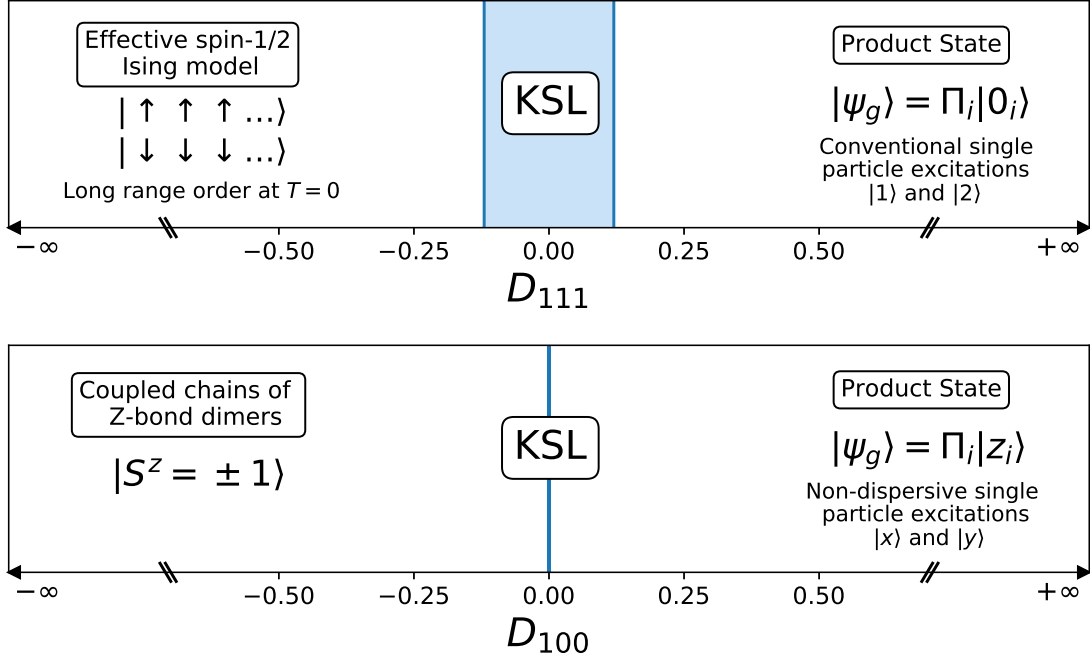 Effective spin-1/2
Ising model
| ↑ ↑ ↑ ...⟩
| ↓ ↓ ↓ ...⟩
Long range order at T = 0
KSL
Product State
|ψg⟩ = Πi|0i⟩
Conventional single
particle excitations
|1⟩ and |2⟩
−∞ −0.50 −0.25 0.00 0.25 0.50 +∞
D111
Coupled chains of
Z-bond dimers
|Sᶻ = ±1⟩
KSL
Product State
|ψg⟩ = Πi|zi⟩
Non-dispersive single
particle excitations
|x⟩ and |y⟩
−∞ −0.50 −0.25 0.00 0.25 0.50 +∞
D100